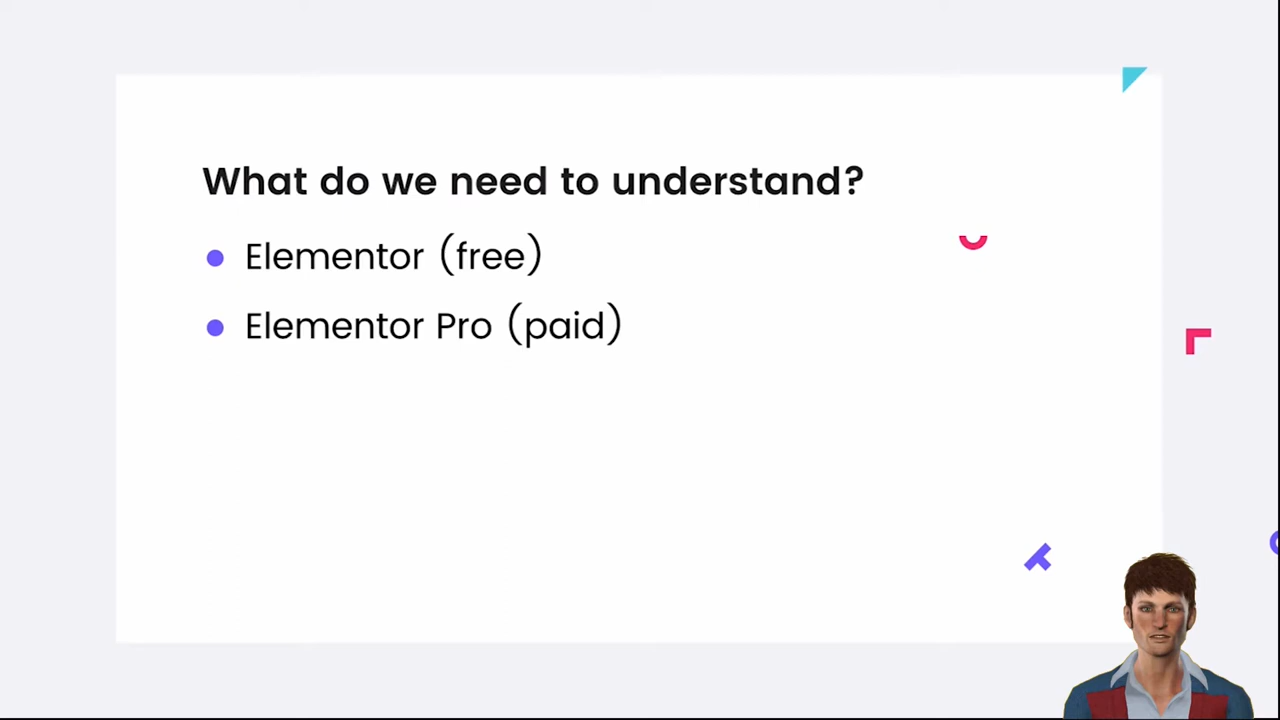 What do we need to understand?
Elementor (free)
Elementor Pro (paid)